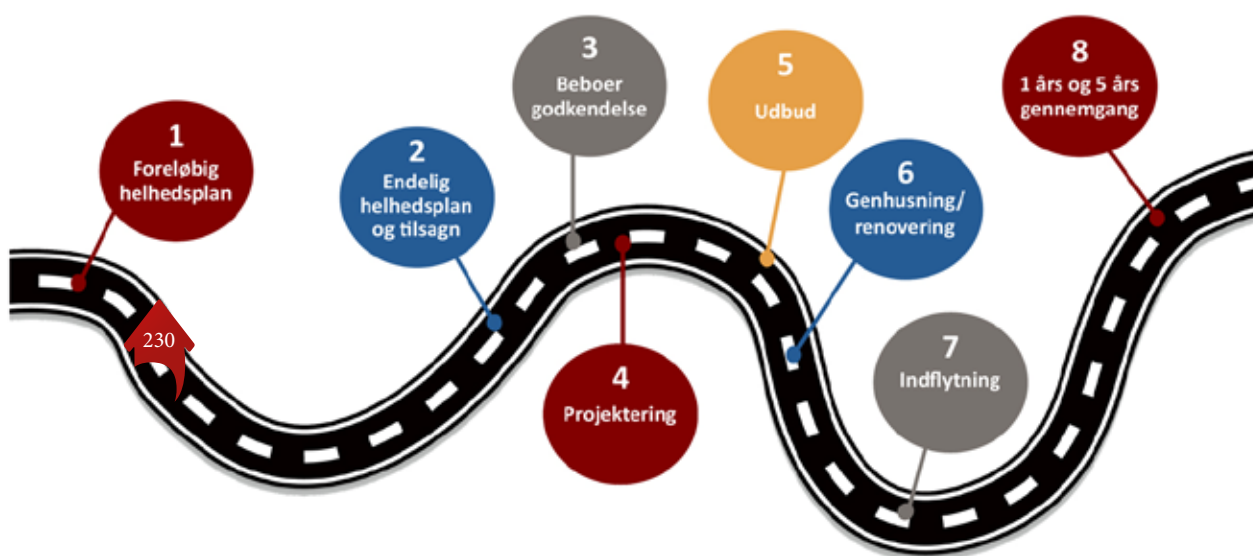 1
Foreløbig
helhedsplan
230
2
Endelig
helhedsplan
og tilsagn
3
Beboer
godkendelse
4
Projektering
5
Udbud
6
Genhusning/
renovering
7
Indflytning
8
1 års og 5 års
gennemgang